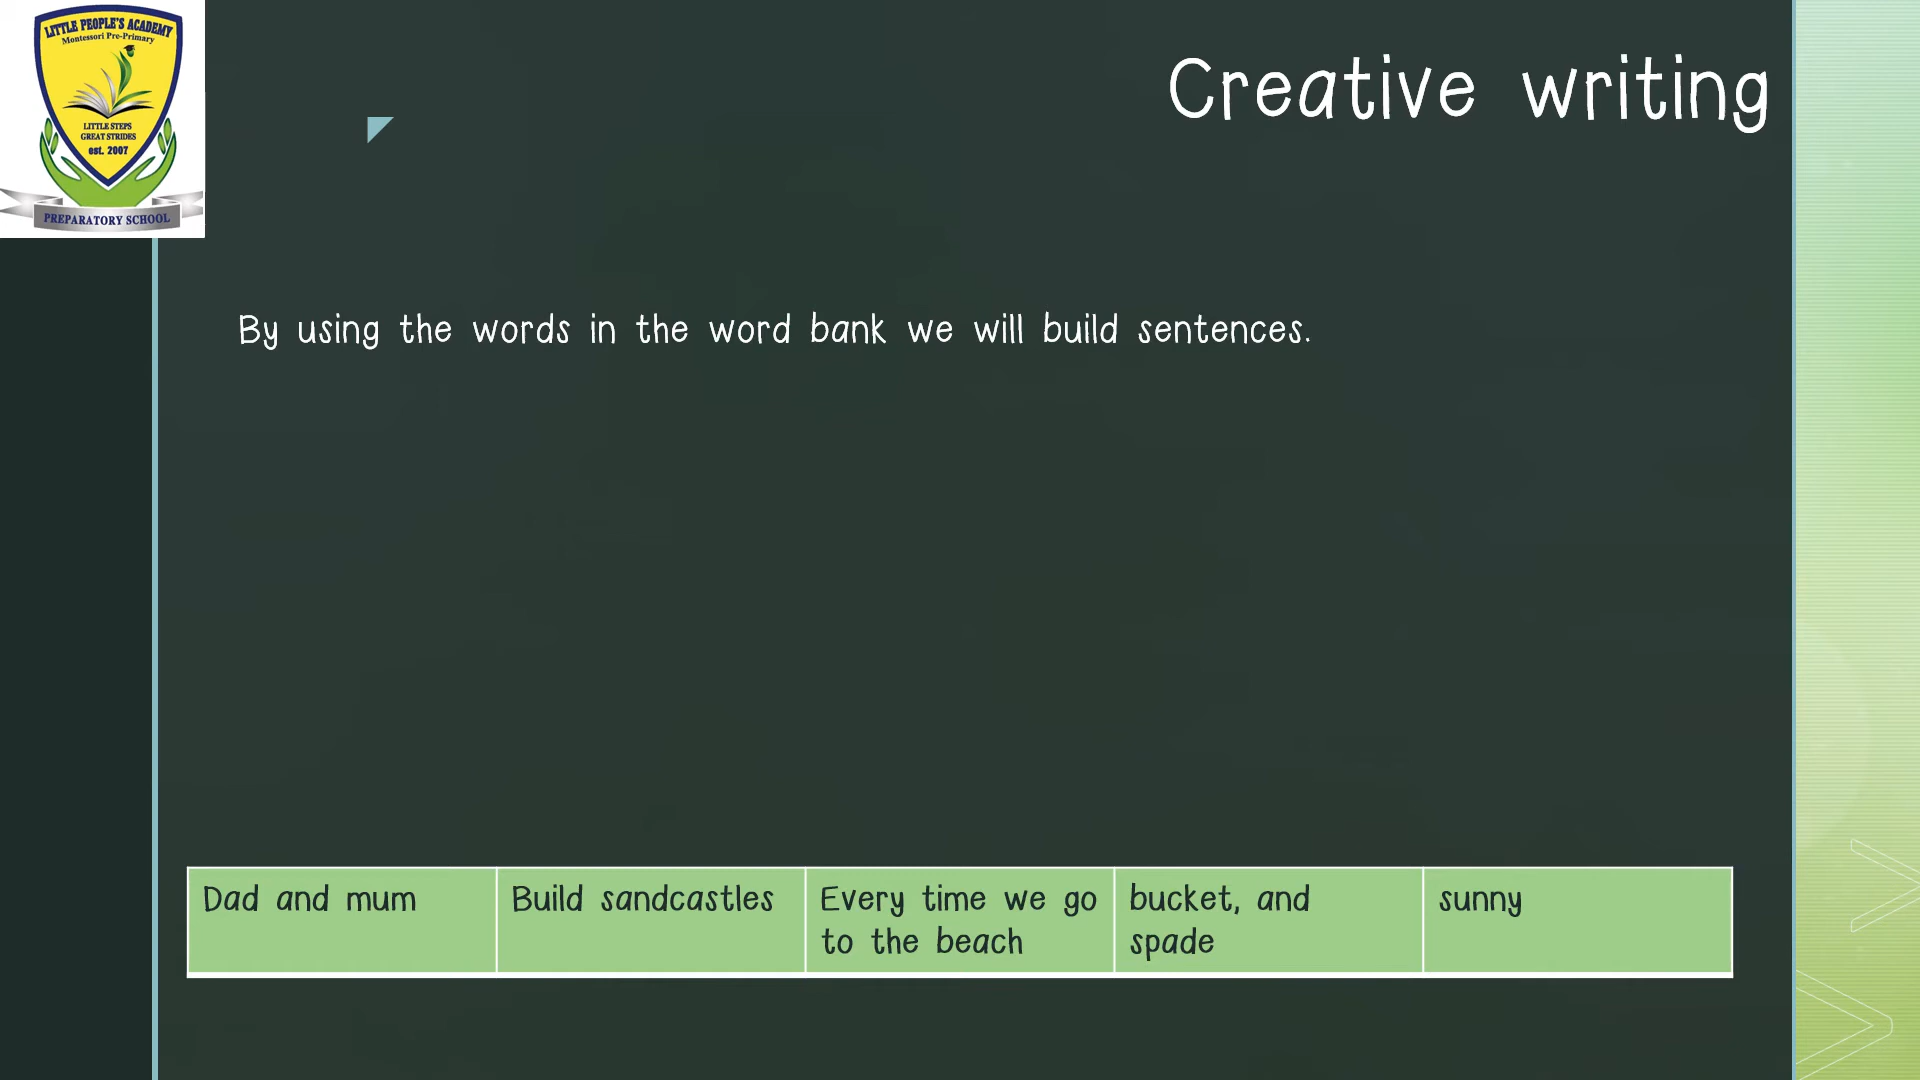 LITTLE PEOPLE'S ACADEMY
Montessori Pre-Primary
LITTLE STEPS
GREAT STRIDES
est. 2007
PREPARATORY SCHOOL
Creative writing
By using the words in the word bank we will build sentences.
Dad and mum
Build sandcastles
Every time we go
to the beach
bucket, and
spade
sunny